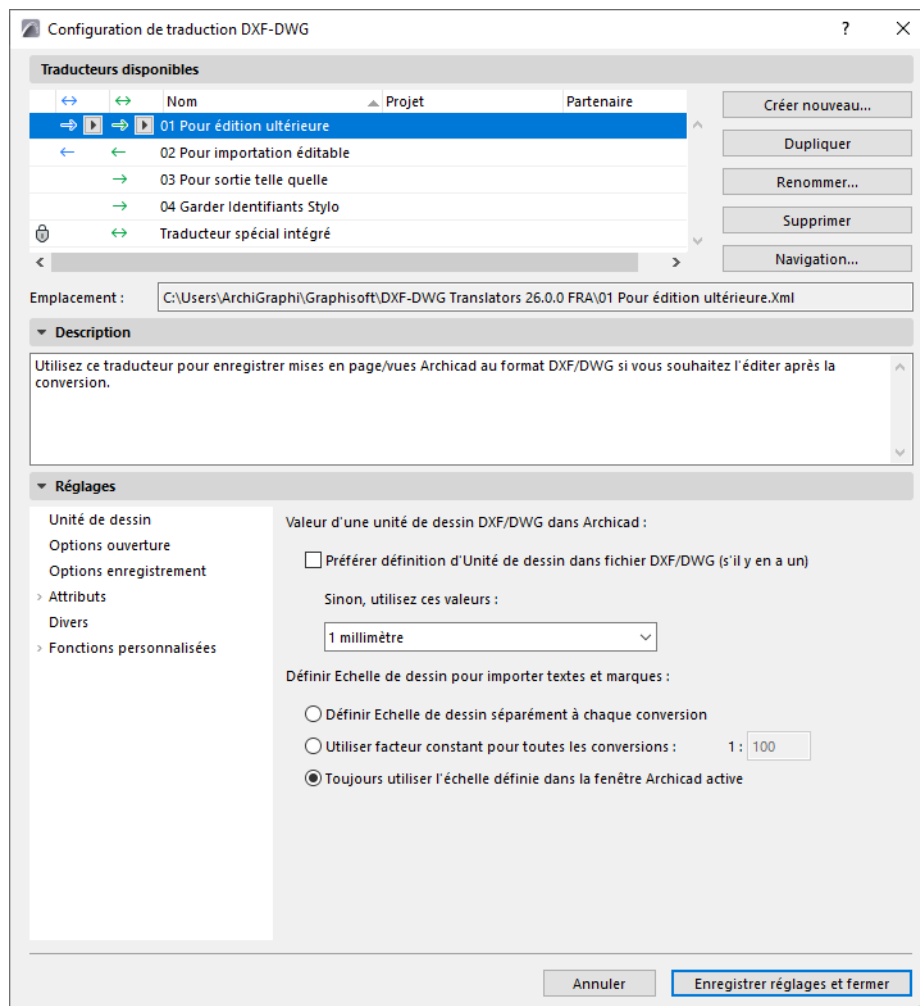 Configuration de traduction DXF-DWG
Traducteurs disponibles
Nom Projet Partenaire
01 Pour édition ultérieure
02 Pour importation éditable
03 Pour sortie telle quelle
04 Garder Identifiants Stylo
Traducteur spécial intégré
Créer nouveau...
Dupliquer
Renommer...
Supprimer
Navigation...
Emplacement : C:\Users\ArchiGraphi\Graphisoft\DXF-DWG Translators 26.0.0 FRA\01 Pour édition ultérieure.Xml
Description
Utilisez ce traducteur pour enregistrer mises en page/vues Archicad au format DXF/DWG si vous souhaitez l'éditer après la
conversion.
Réglages
Unité de dessin
Options ouverture
Options enregistrement
Attributs
Divers
Fonctions personnalisées
Valeur d'une unité de dessin DXF/DWG dans Archicad :
Préférer définition d'Unité de dessin dans fichier DXF/DWG (s'il y en a un)
Sinon, utilisez ces valeurs :
1 millimètre
Définir Echelle de dessin pour importer textes et marques :
Définir Echelle de dessin séparément à chaque conversion
Utiliser facteur constant pour toutes les conversions : 1 : 100
Toujours utiliser l'échelle définie dans la fenêtre Archicad active
Annuler
Enregistrer réglages et fermer